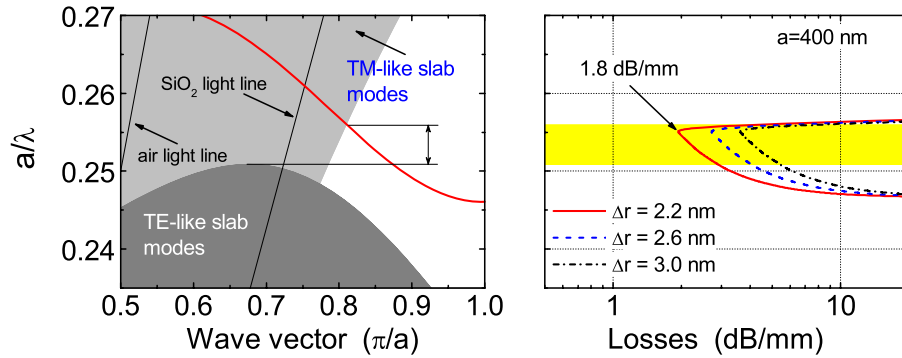 0.27
0.26
0.25
0.24
a/λ
0.5 0.6 0.7 0.8 0.9 1.0
Wave vector (π/a)
SiO₂ light line
air light line
TM-like slab
modes
TE-like slab
modes
a=400 nm
1.8 dB/mm
Δr = 2.2 nm
Δr = 2.6 nm
Δr = 3.0 nm
1 10
Losses (dB/mm)